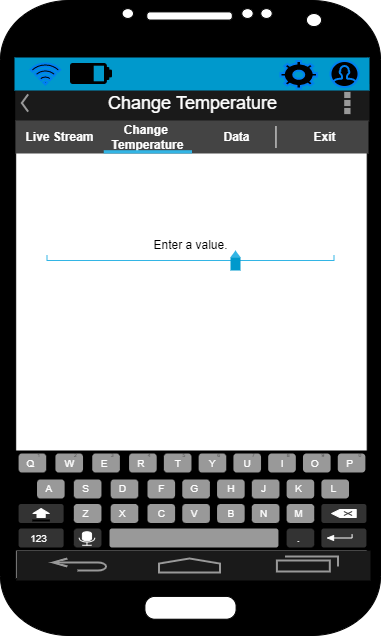 Change Temperature
Live Stream
Change
Temperature
Data
Exit
Enter a value.
Q W E R T Y U I O P
A S D F G H J K L
Z X C V B N M
123 .